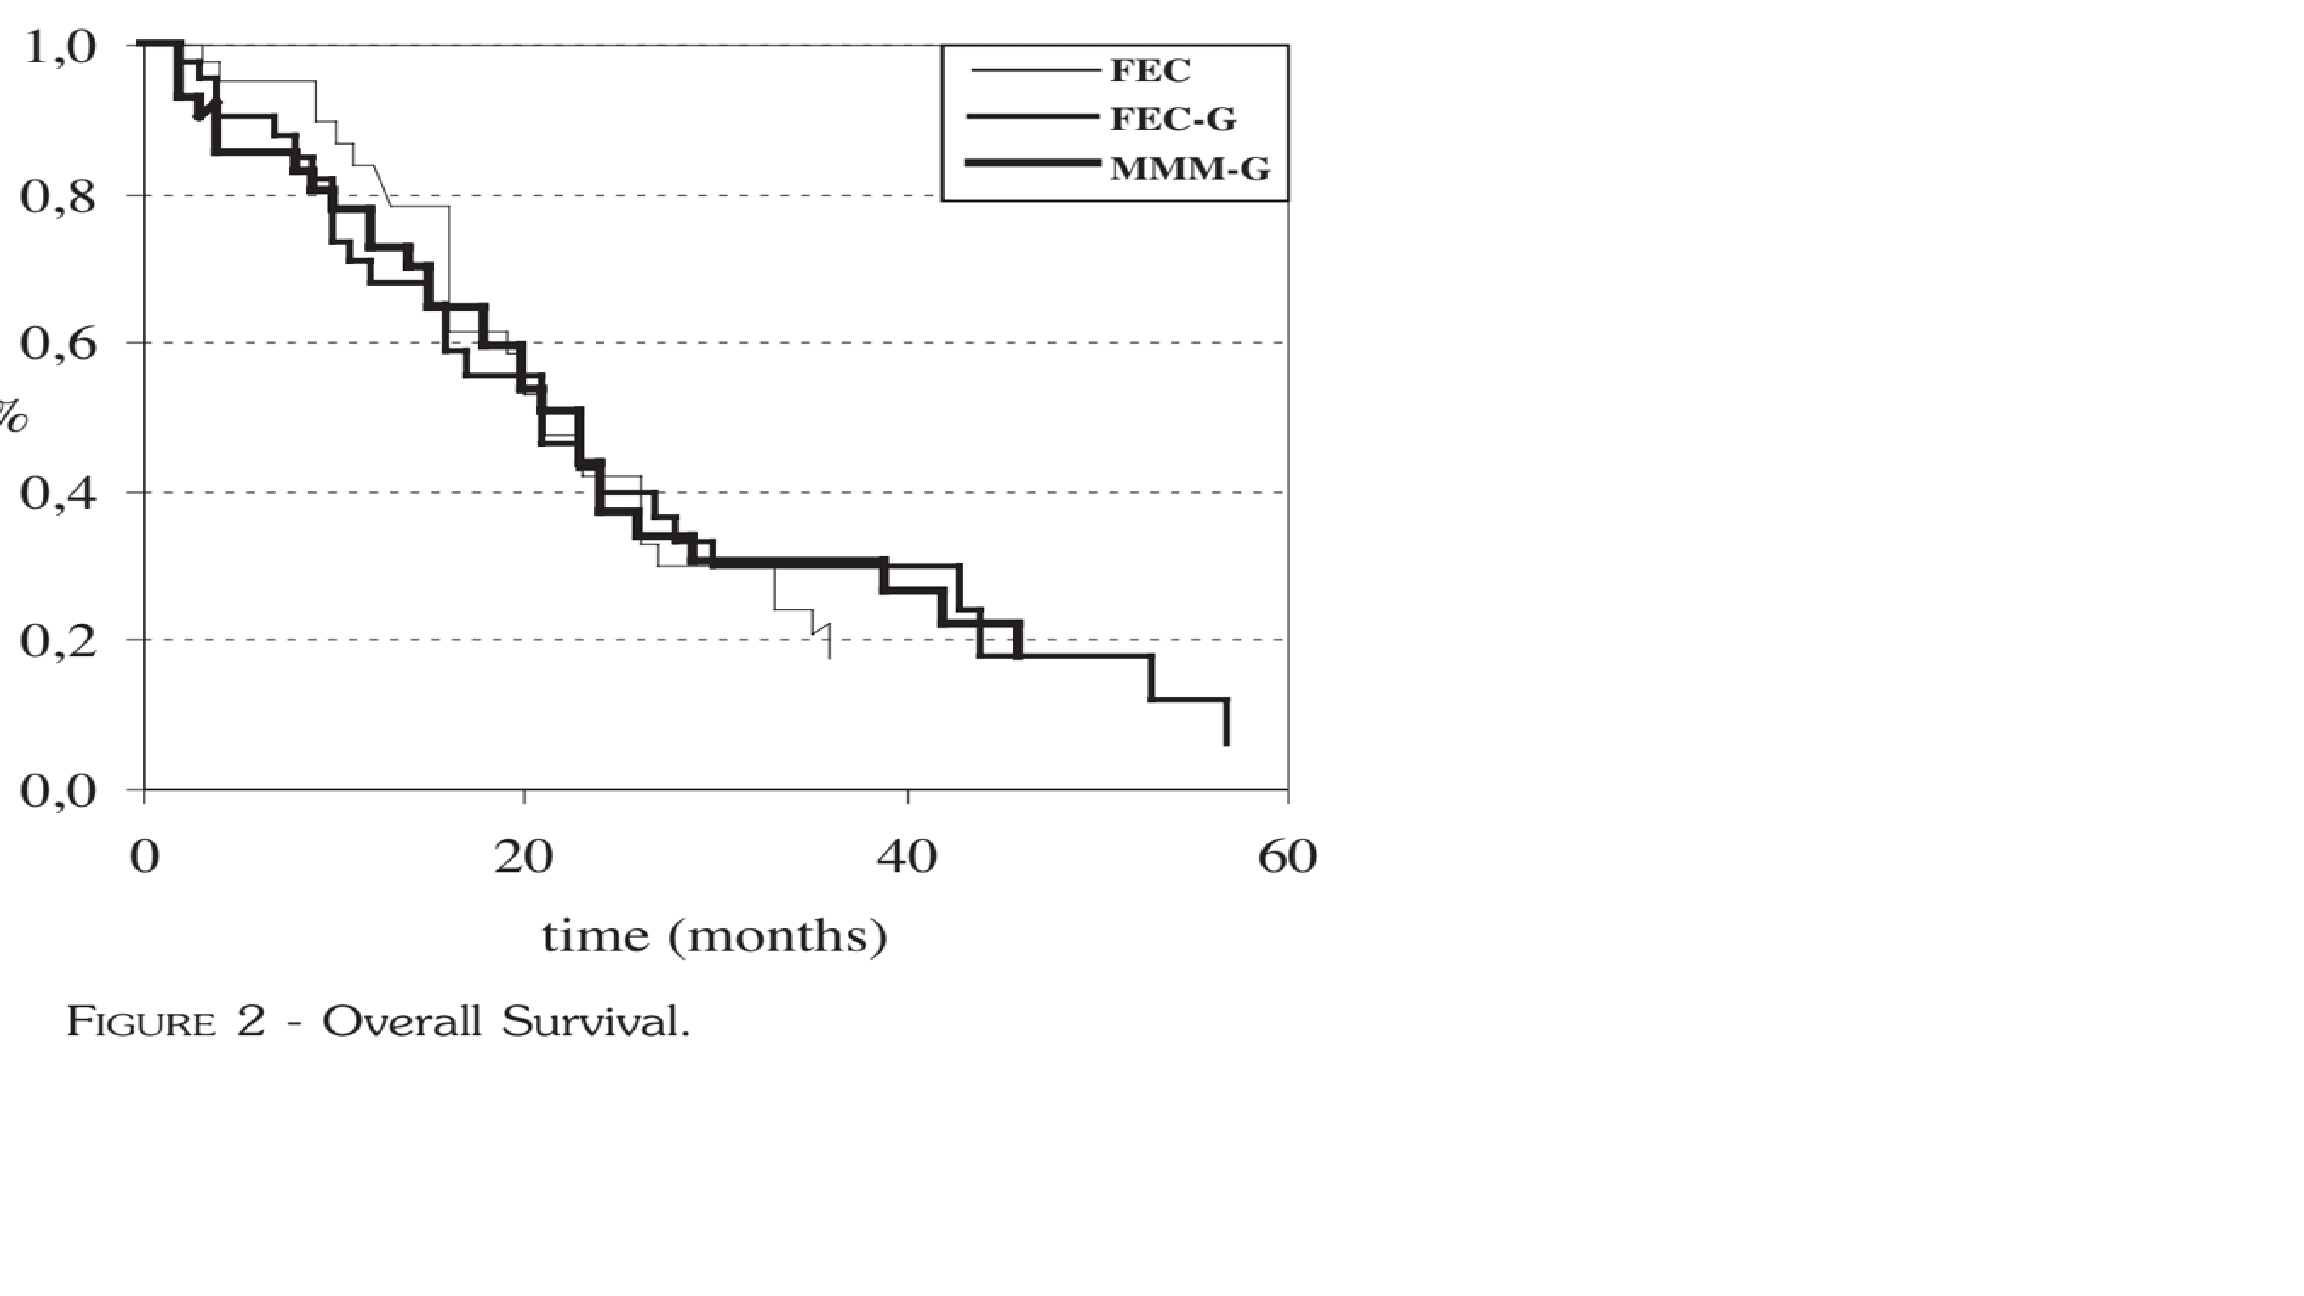 1,0
0,8
0,6
%
0,4
0,2
0,0
0 20 40 60
time (months)
FEC
FEC-G
MMM-G
FIGURE 2 - Overall Survival.